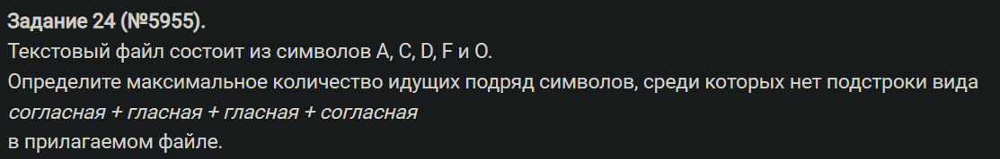 Задание 24 (№5955).
Текстовый файл состоит из символов A, C, D, F и O.
Определите максимальное количество идущих подряд символов, среди которых нет подстроки вида
согласная + гласная + гласная + согласная
в прилагаемом файле.